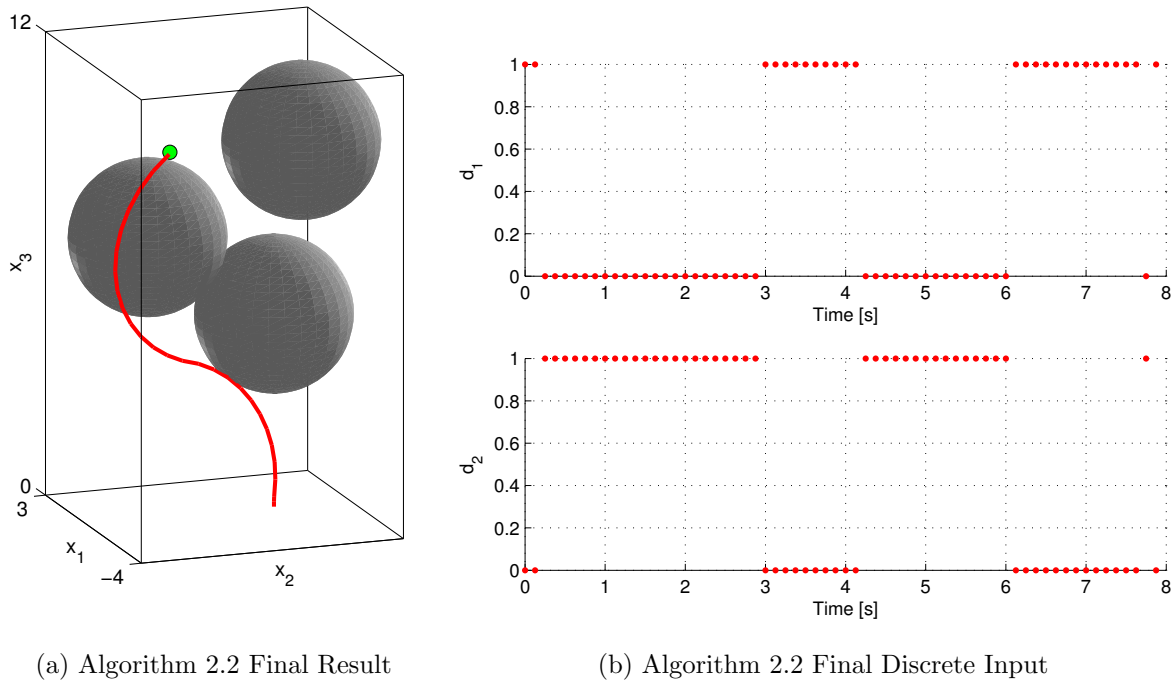 12
x3
0
3
x1
−4
x2
1
0.8
0.6
0.4
0.2
0
d1
0 1 2 3 4 5 6 7 8
Time [s]
1
0.8
0.6
0.4
0.2
0
d2
0 1 2 3 4 5 6 7 8
Time [s]
(a) Algorithm 2.2 Final Result
(b) Algorithm 2.2 Final Discrete Input